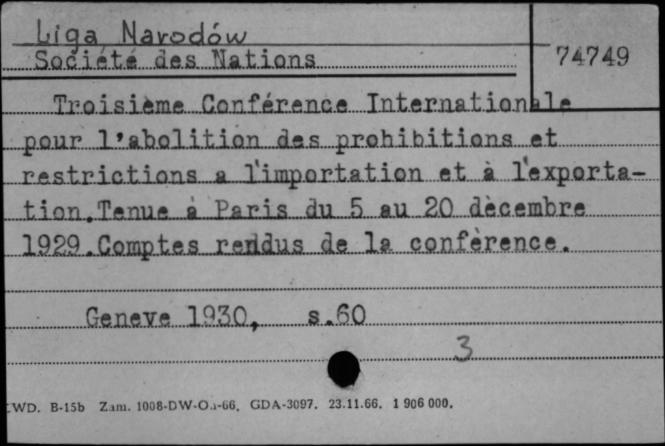 Liga Narodów
Société des Nations
74749
Troisième Conférence Internationale
pour l'abolition des prohibitions et
restrictions a l'importation et à l'exporta-
tion.Tenue à Paris du 5 au 20 dècembre
1929.Comptes rendus de la confèrence.
Geneve 1930, s.60
3
WD. B-15b Zam. 1008-DW-O.i-66. GDA-3097. 23.11.66. 1 906 000.